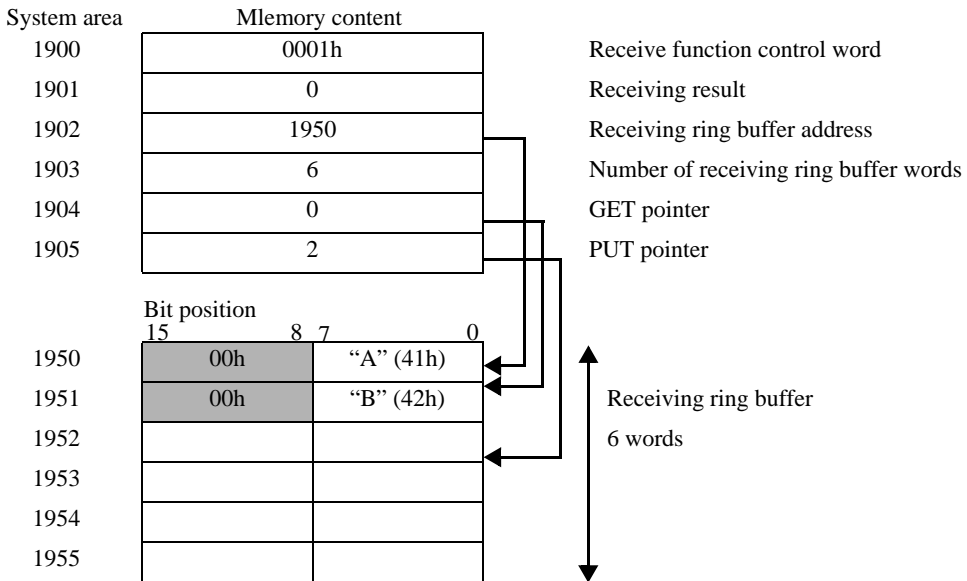 System area Mlemory content
1900 0001h Receive function control word
1901 0 Receiving result
1902 1950 Receiving ring buffer address
1903 6 Number of receiving ring buffer words
1904 0 GET pointer
1905 2 PUT pointer
Bit position
15 8 7 0
1950 00h “A” (41h)
1951 00h “B” (42h) Receiving ring buffer
1952 6 words
1953
1954
1955